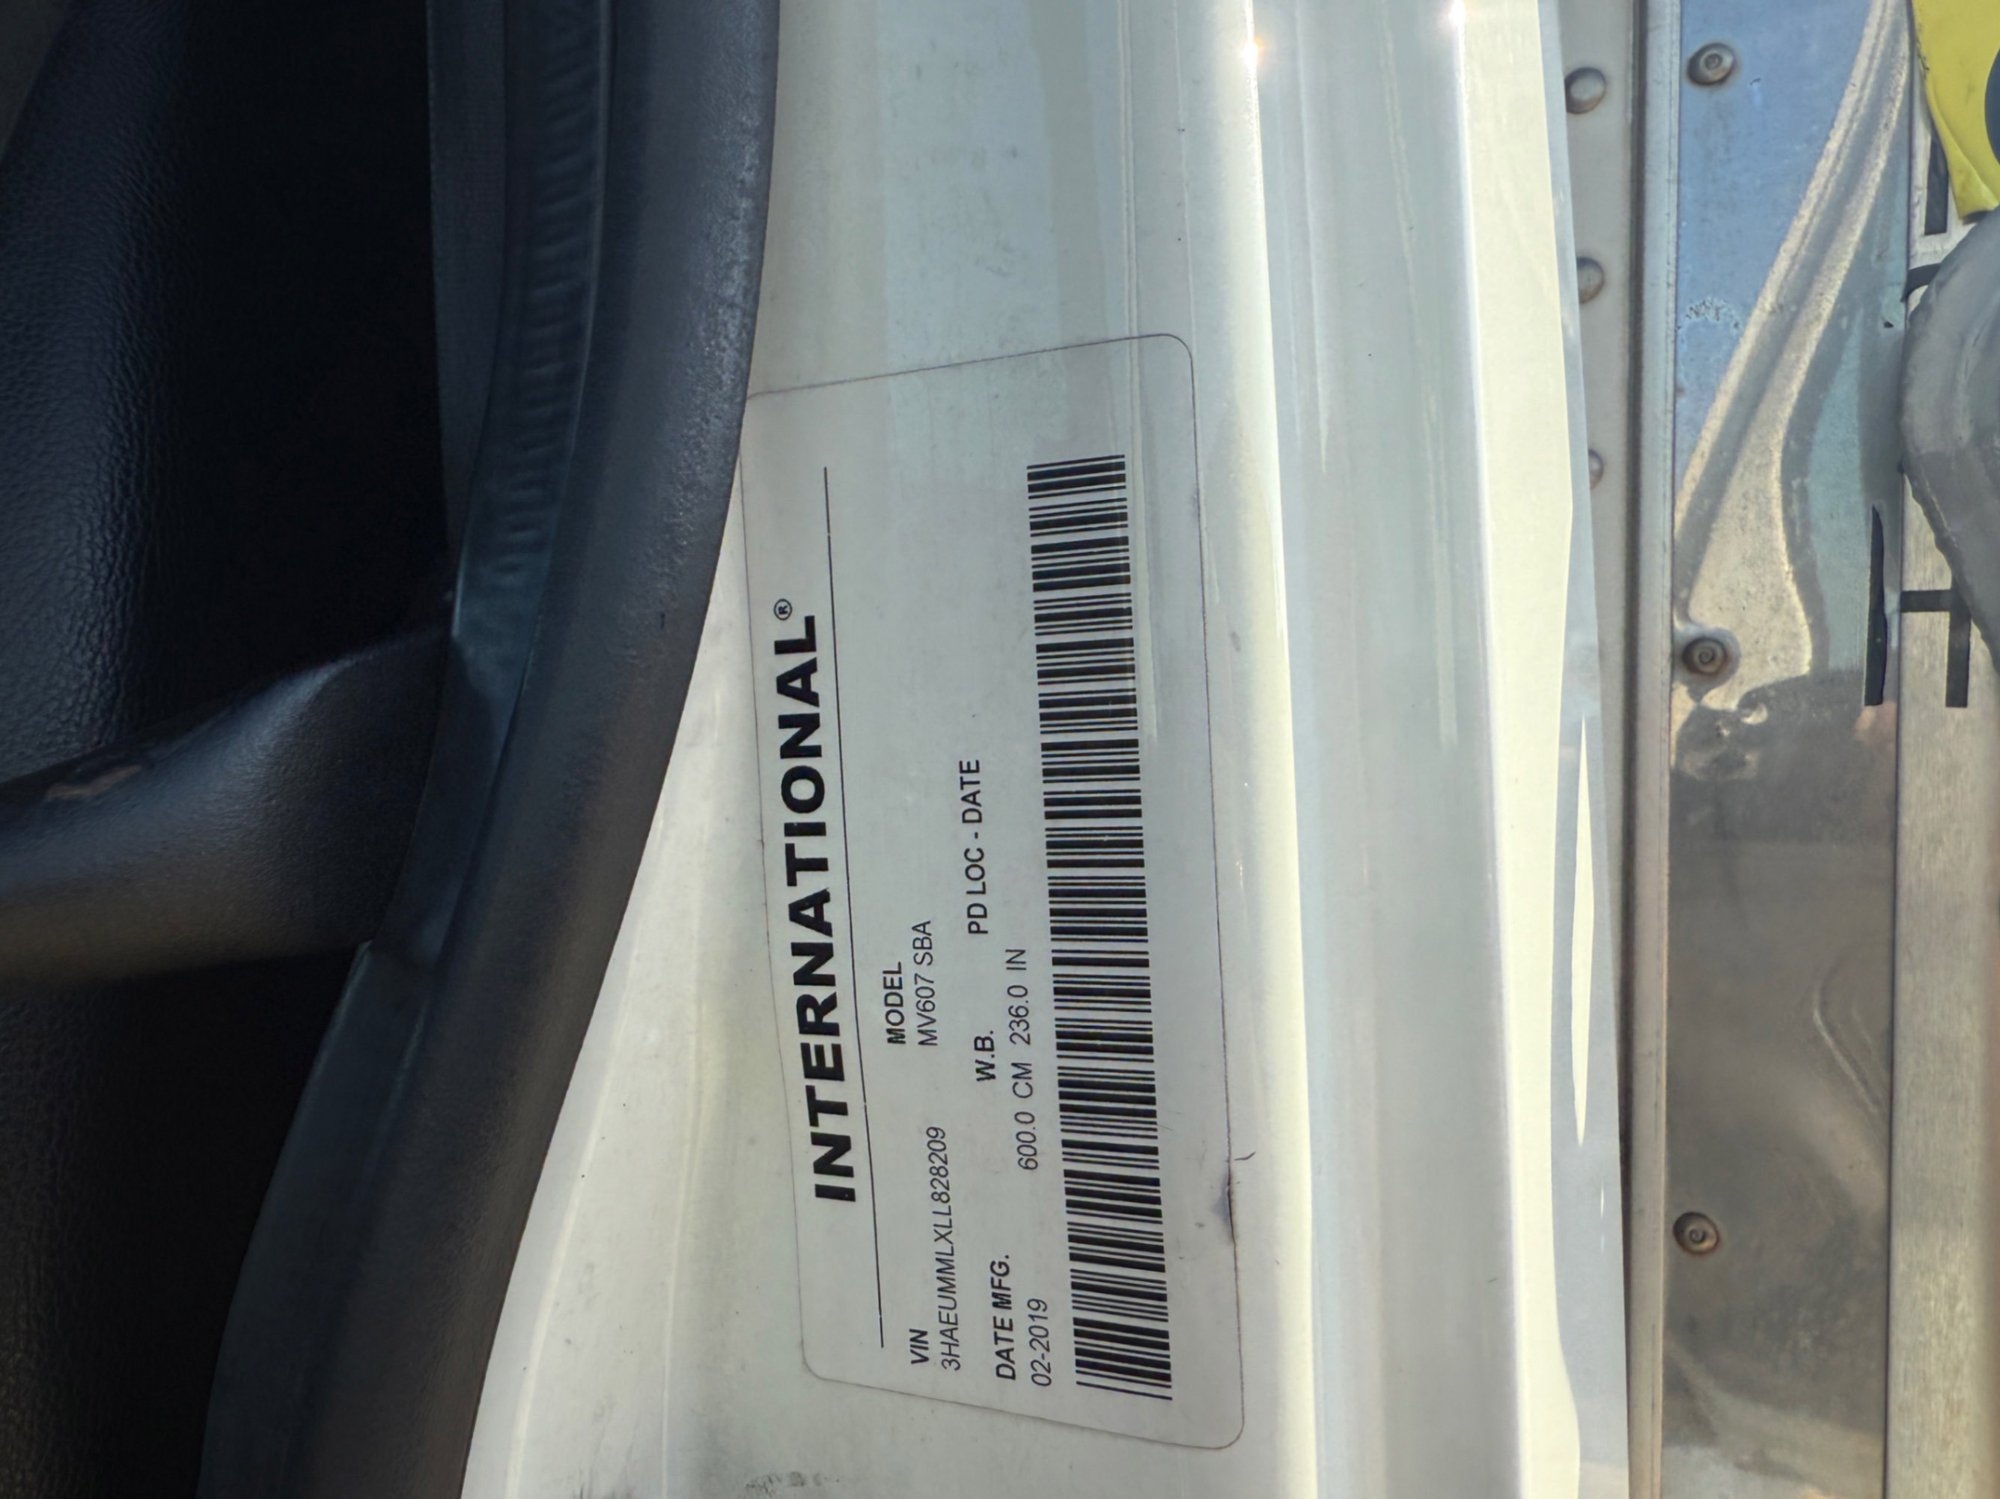 INTERNATIONAL®
VIN MODEL
3HAEUMMLXLL828209 MV607 SBA
DATE MFG. W.B. PD LOC - DATE
02-2019 600.0 CM 236.0 IN